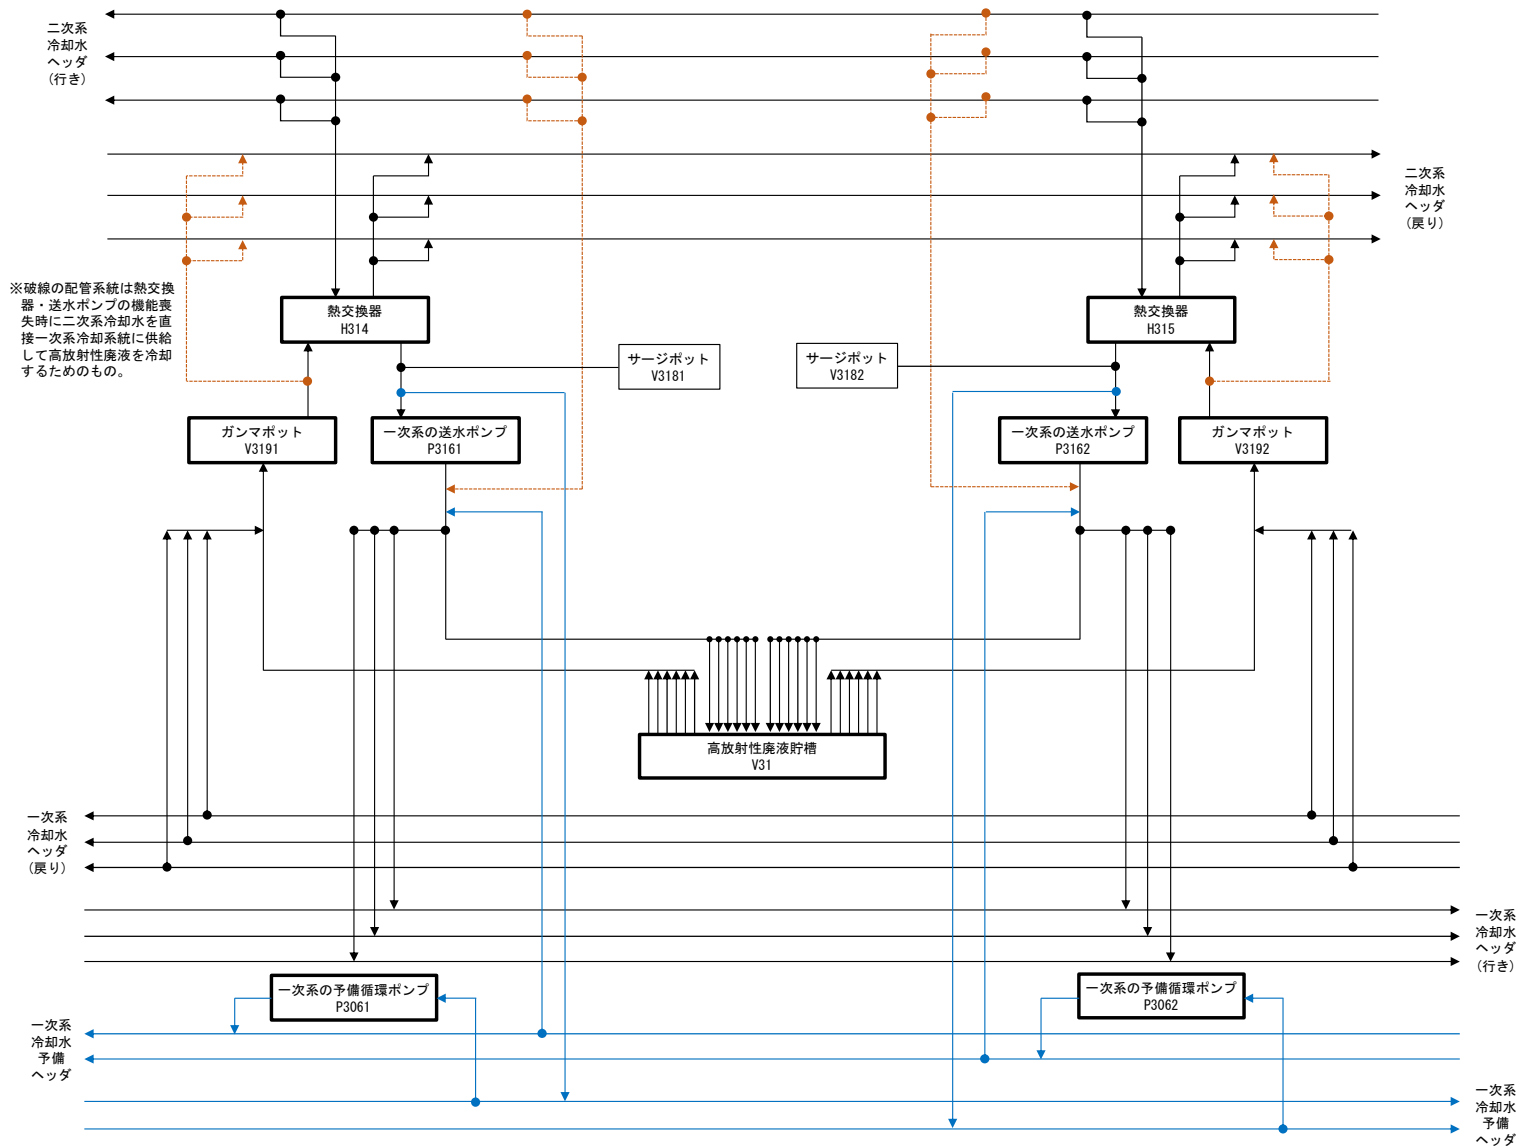 二次系
冷却水
ヘッダ
(行き)
二次系
冷却水
ヘッダ
(戻り)
※破線の配管系統は熱交換
器・送水ポンプの機能喪
失時に二次系冷却水を直
接一次系冷却系統に供給
して高放射性廃液を冷却
するためのもの。
熱交換器
H314
熱交換器
H315
サージポット
V3181
サージポット
V3182
ガンマポット
V3191
一次系の送水ポンプ
P3161
一次系の送水ポンプ
P3162
ガンマポット
V3192
高放射性廃液貯槽
V31
一次系
冷却水
ヘッダ
(戻り)
一次系
冷却水
ヘッダ
(行き)
一次系の予備循環ポンプ
P3061
一次系の予備循環ポンプ
P3062
一次系
冷却水
予備
ヘッダ
一次系
冷却水
予備
ヘッダ